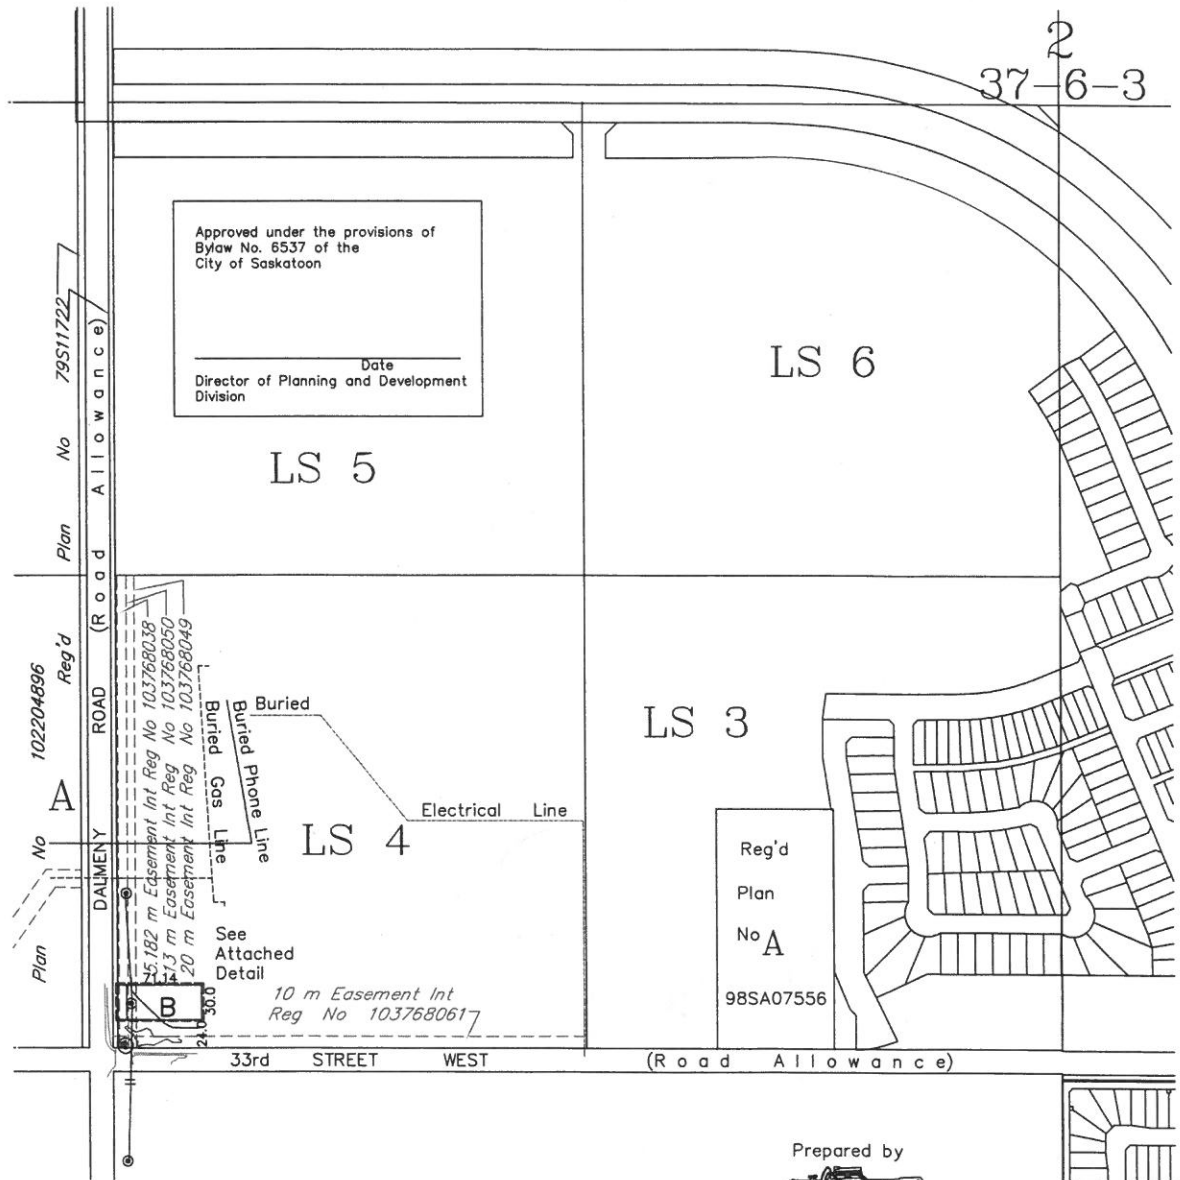 2
37-6-3
Approved under the provisions of
Bylaw No. 6537 of the
City of Saskatoon
Date
Director of Planning and Development
Division
LS 6
LS 5
Plan No 79S11722
DALMENY ROAD (Road Allowance)
Plan No 102204896 Reg'd
A
5.182 m Easement Int Reg No 103768038
13 m Easement Int Reg No 103768050
20 m Easement Int Reg No 103768049
Buried Gas Line
Buried Phone Line
Buried
Electrical Line
LS 3
LS 4
Reg'd
Plan
No A
98SA07556
See
Attached
Detail
71.14
B
30.0
24.0
10 m Easement Int
Reg No 103768061
33rd STREET WEST (Road Allowance)
Prepared by